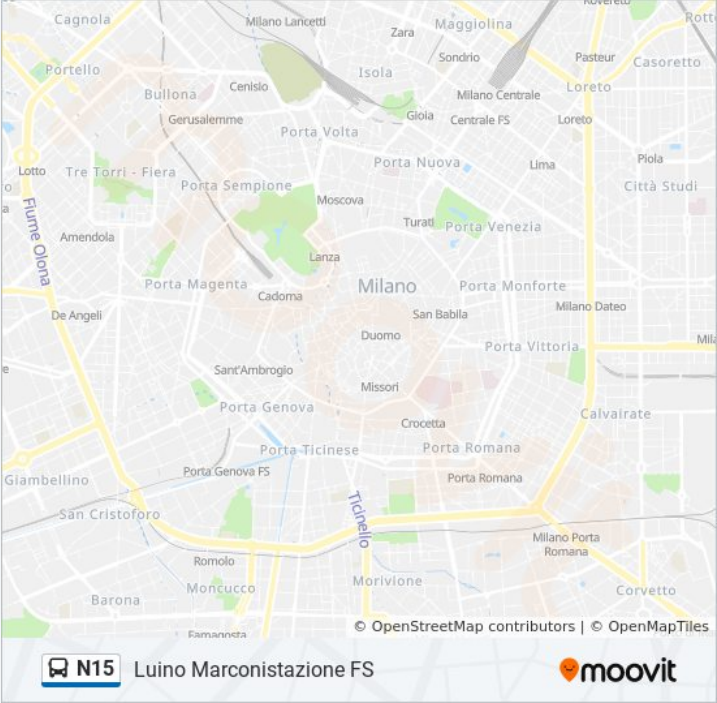 Rovereto
Cagnola
Milano Lancetti
Maggiolina
Zara
Sondrio
Pasteur
Casoretto
Portello
Isola
Cenisio
Bullona
Milano Centrale
Loreto
Gerusalemme
Gioia
Centrale FS
Loreto
Porta Volta
Lotto
Tre Torri - Fiera
Porta Nuova
Lima
Piola
Porta Sempione
Città Studi
Moscova
Turati
Porta Venezia
Fiume Olona
Amendola
Lanza
Porta Magenta
Milano
Porta Monforte
Cadorna
San Babila
Milano Dateo
De Angeli
Duomo
Porta Vittoria
Sant'Ambrogio
Missori
Porta Genova
Crocetta
Calvairate
Porta Ticinese
Porta Romana
Porta Genova FS
Porta Romana
Giambellino
Ticinello
San Cristoforo
Milano Porta
Romana
Romolo
Morivione
Moncucco
Corvetto
Barona
Famagosta
© OpenStreetMap contributors | © OpenMapTiles
N15 Luino Marconistazione FS
moovit